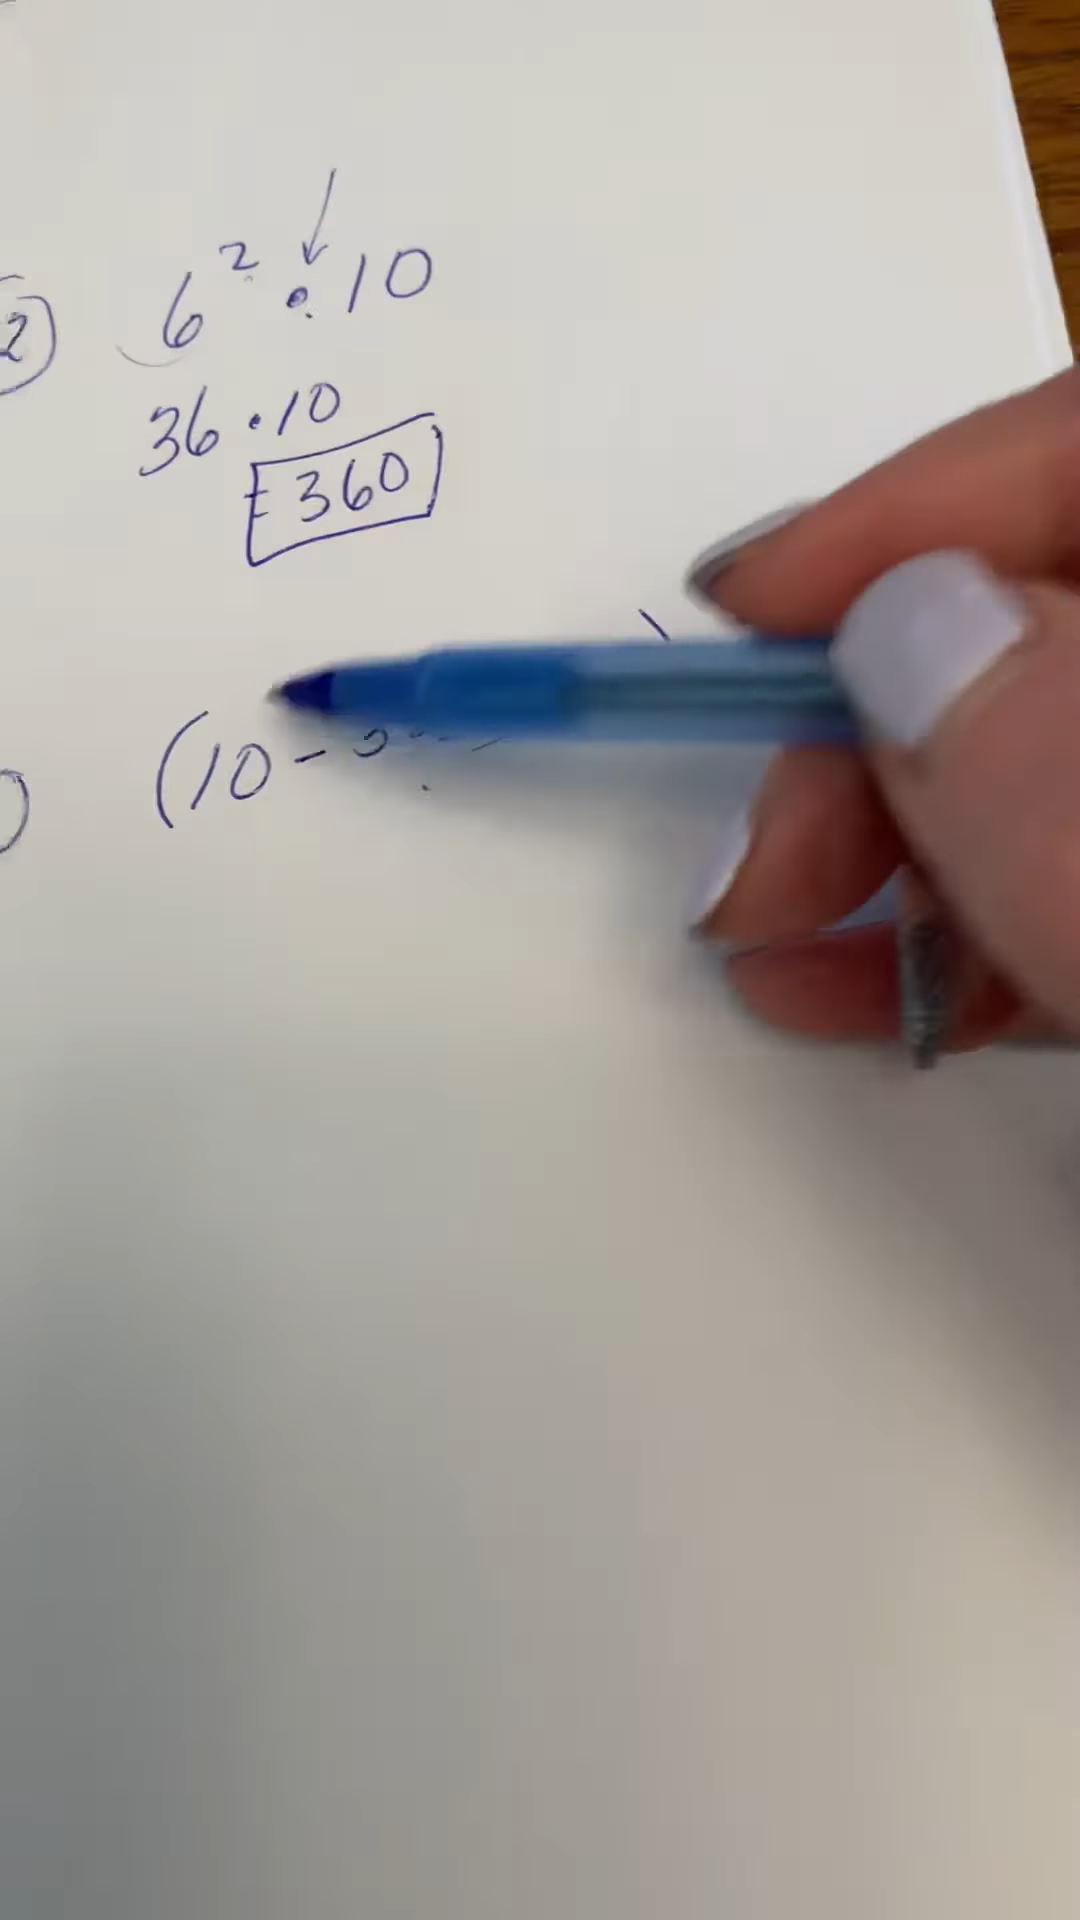 2) 6² • 10
36 • 10
= 360
(10 -